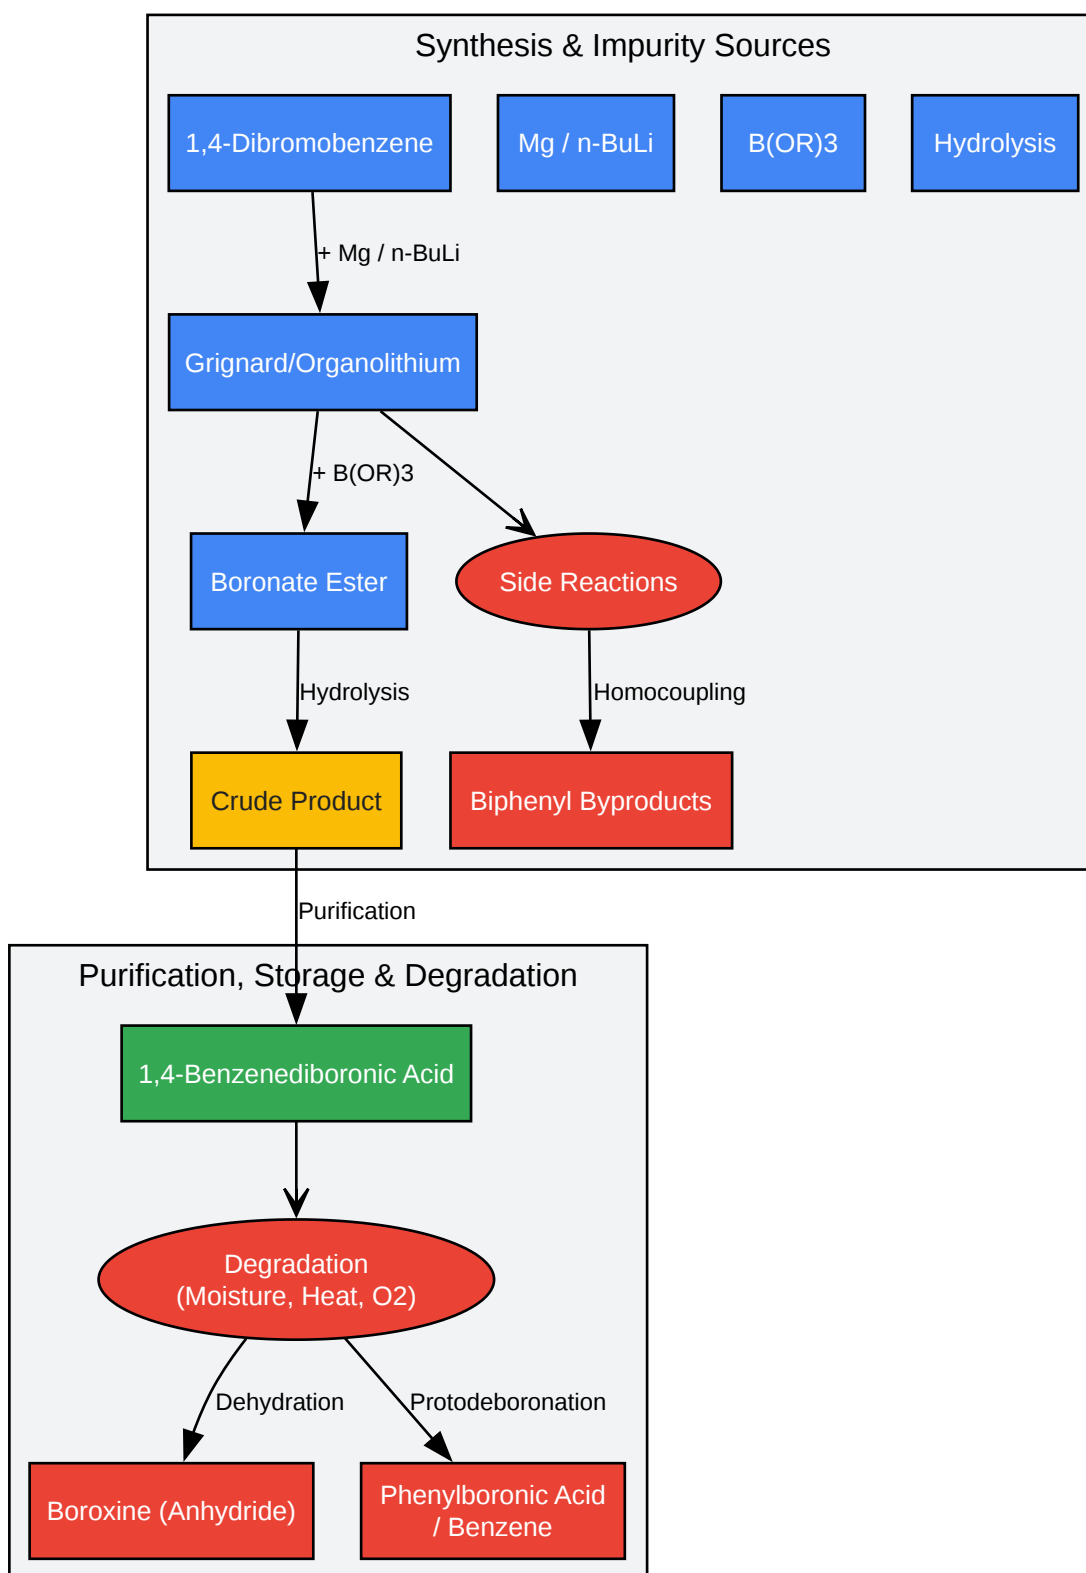 Synthesis & Impurity Sources
1,4-Dibromobenzene
Mg / n-BuLi
B(OR)3
Hydrolysis
+ Mg / n-BuLi
Grignard/Organolithium
+ B(OR)3
Boronate Ester
Side Reactions
Hydrolysis
Homocoupling
Crude Product
Biphenyl Byproducts
Purification
Purification, Storage & Degradation
1,4-Benzenediboronic Acid
Degradation
(Moisture, Heat, O2)
Dehydration
Protodeboronation
Boroxine (Anhydride)
Phenylboronic Acid
/ Benzene